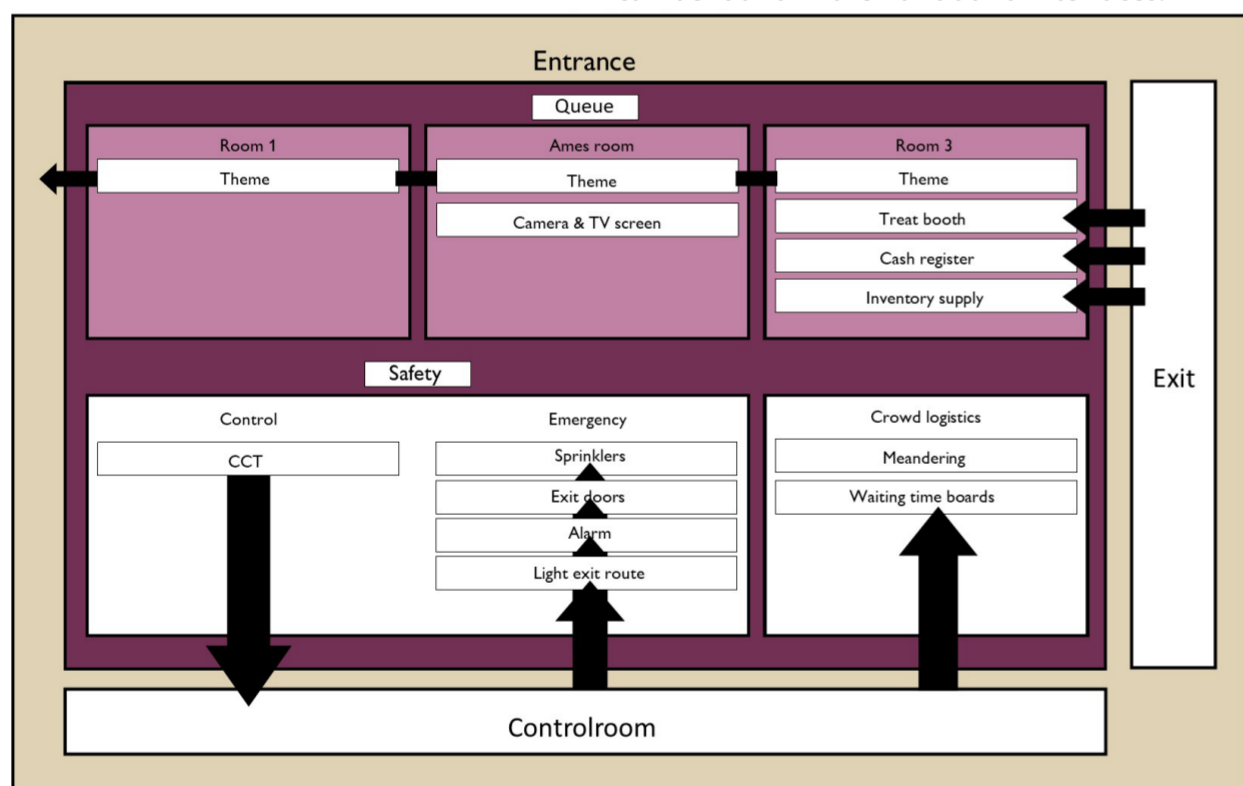 Entrance
Queue
Room 1
Theme
Ames room
Theme
Camera & TV screen
Room 3
Theme
Treat booth
Cash register
Inventory supply
Exit
Safety
Control
CCT
Emergency
Sprinklers
Exit doors
Alarm
Light exit route
Crowd logistics
Meandering
Waiting time boards
Controlroom